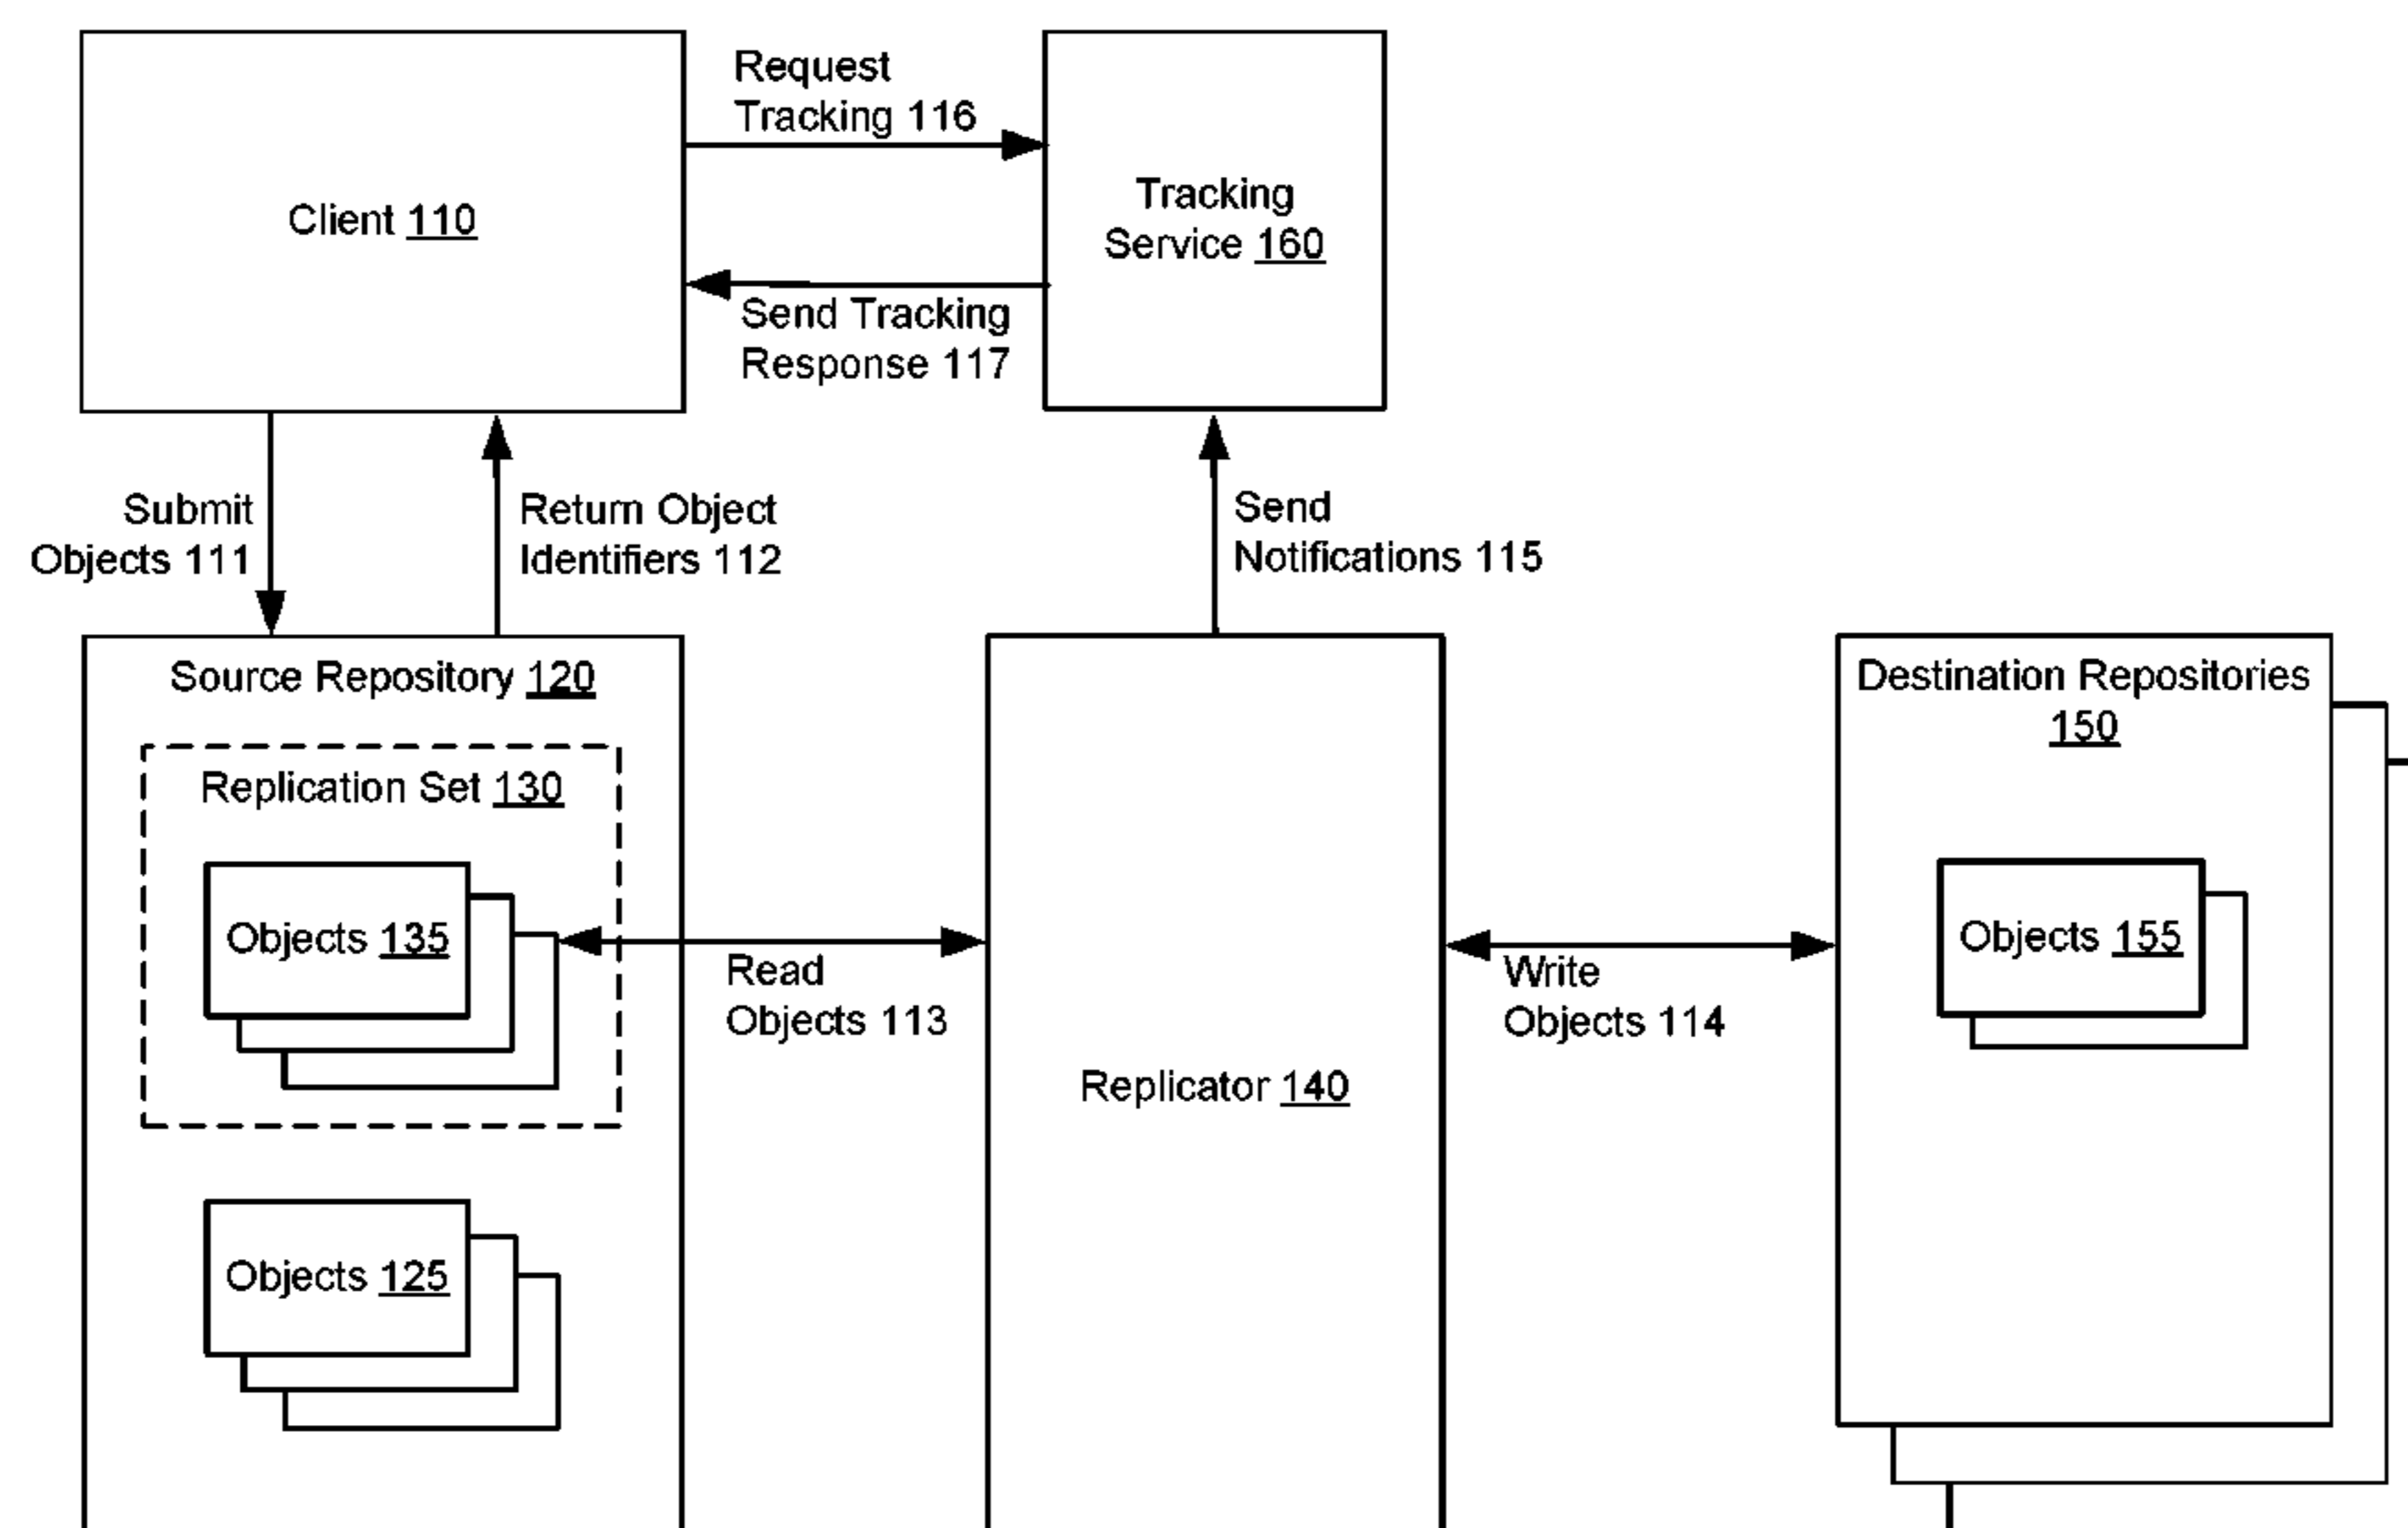 Request
Tracking 116
Client 110
Tracking
Service 160
Send Tracking
Response 117
Submit
Objects 111
Return Object
Identifiers 112
Send
Notifications 115
Source Repository 120
Replication Set 130
Objects 135
Read
Objects 113
Objects 125
Replicator 140
Write
Objects 114
Destination Repositories
150
Objects 155